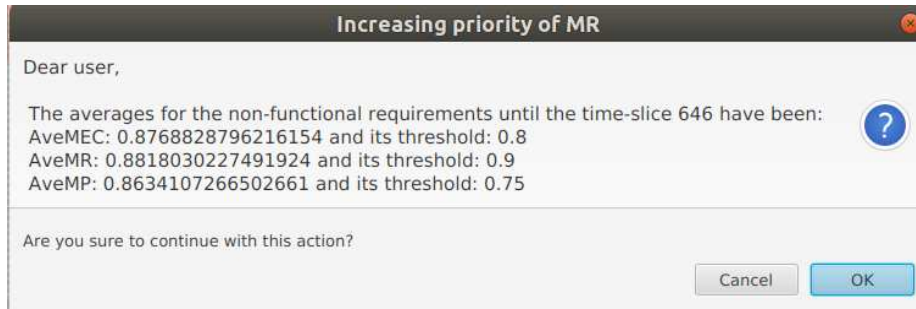 Increasing priority of MR
Dear user,
The averages for the non-functional requirements until the time-slice 646 have been:
AveMEC: 0.8768828796216154 and its threshold: 0.8
AveMR: 0.8818030227491924 and its threshold: 0.9
AveMP: 0.8634107266502661 and its threshold: 0.75
?
Are you sure to continue with this action?
Cancel OK